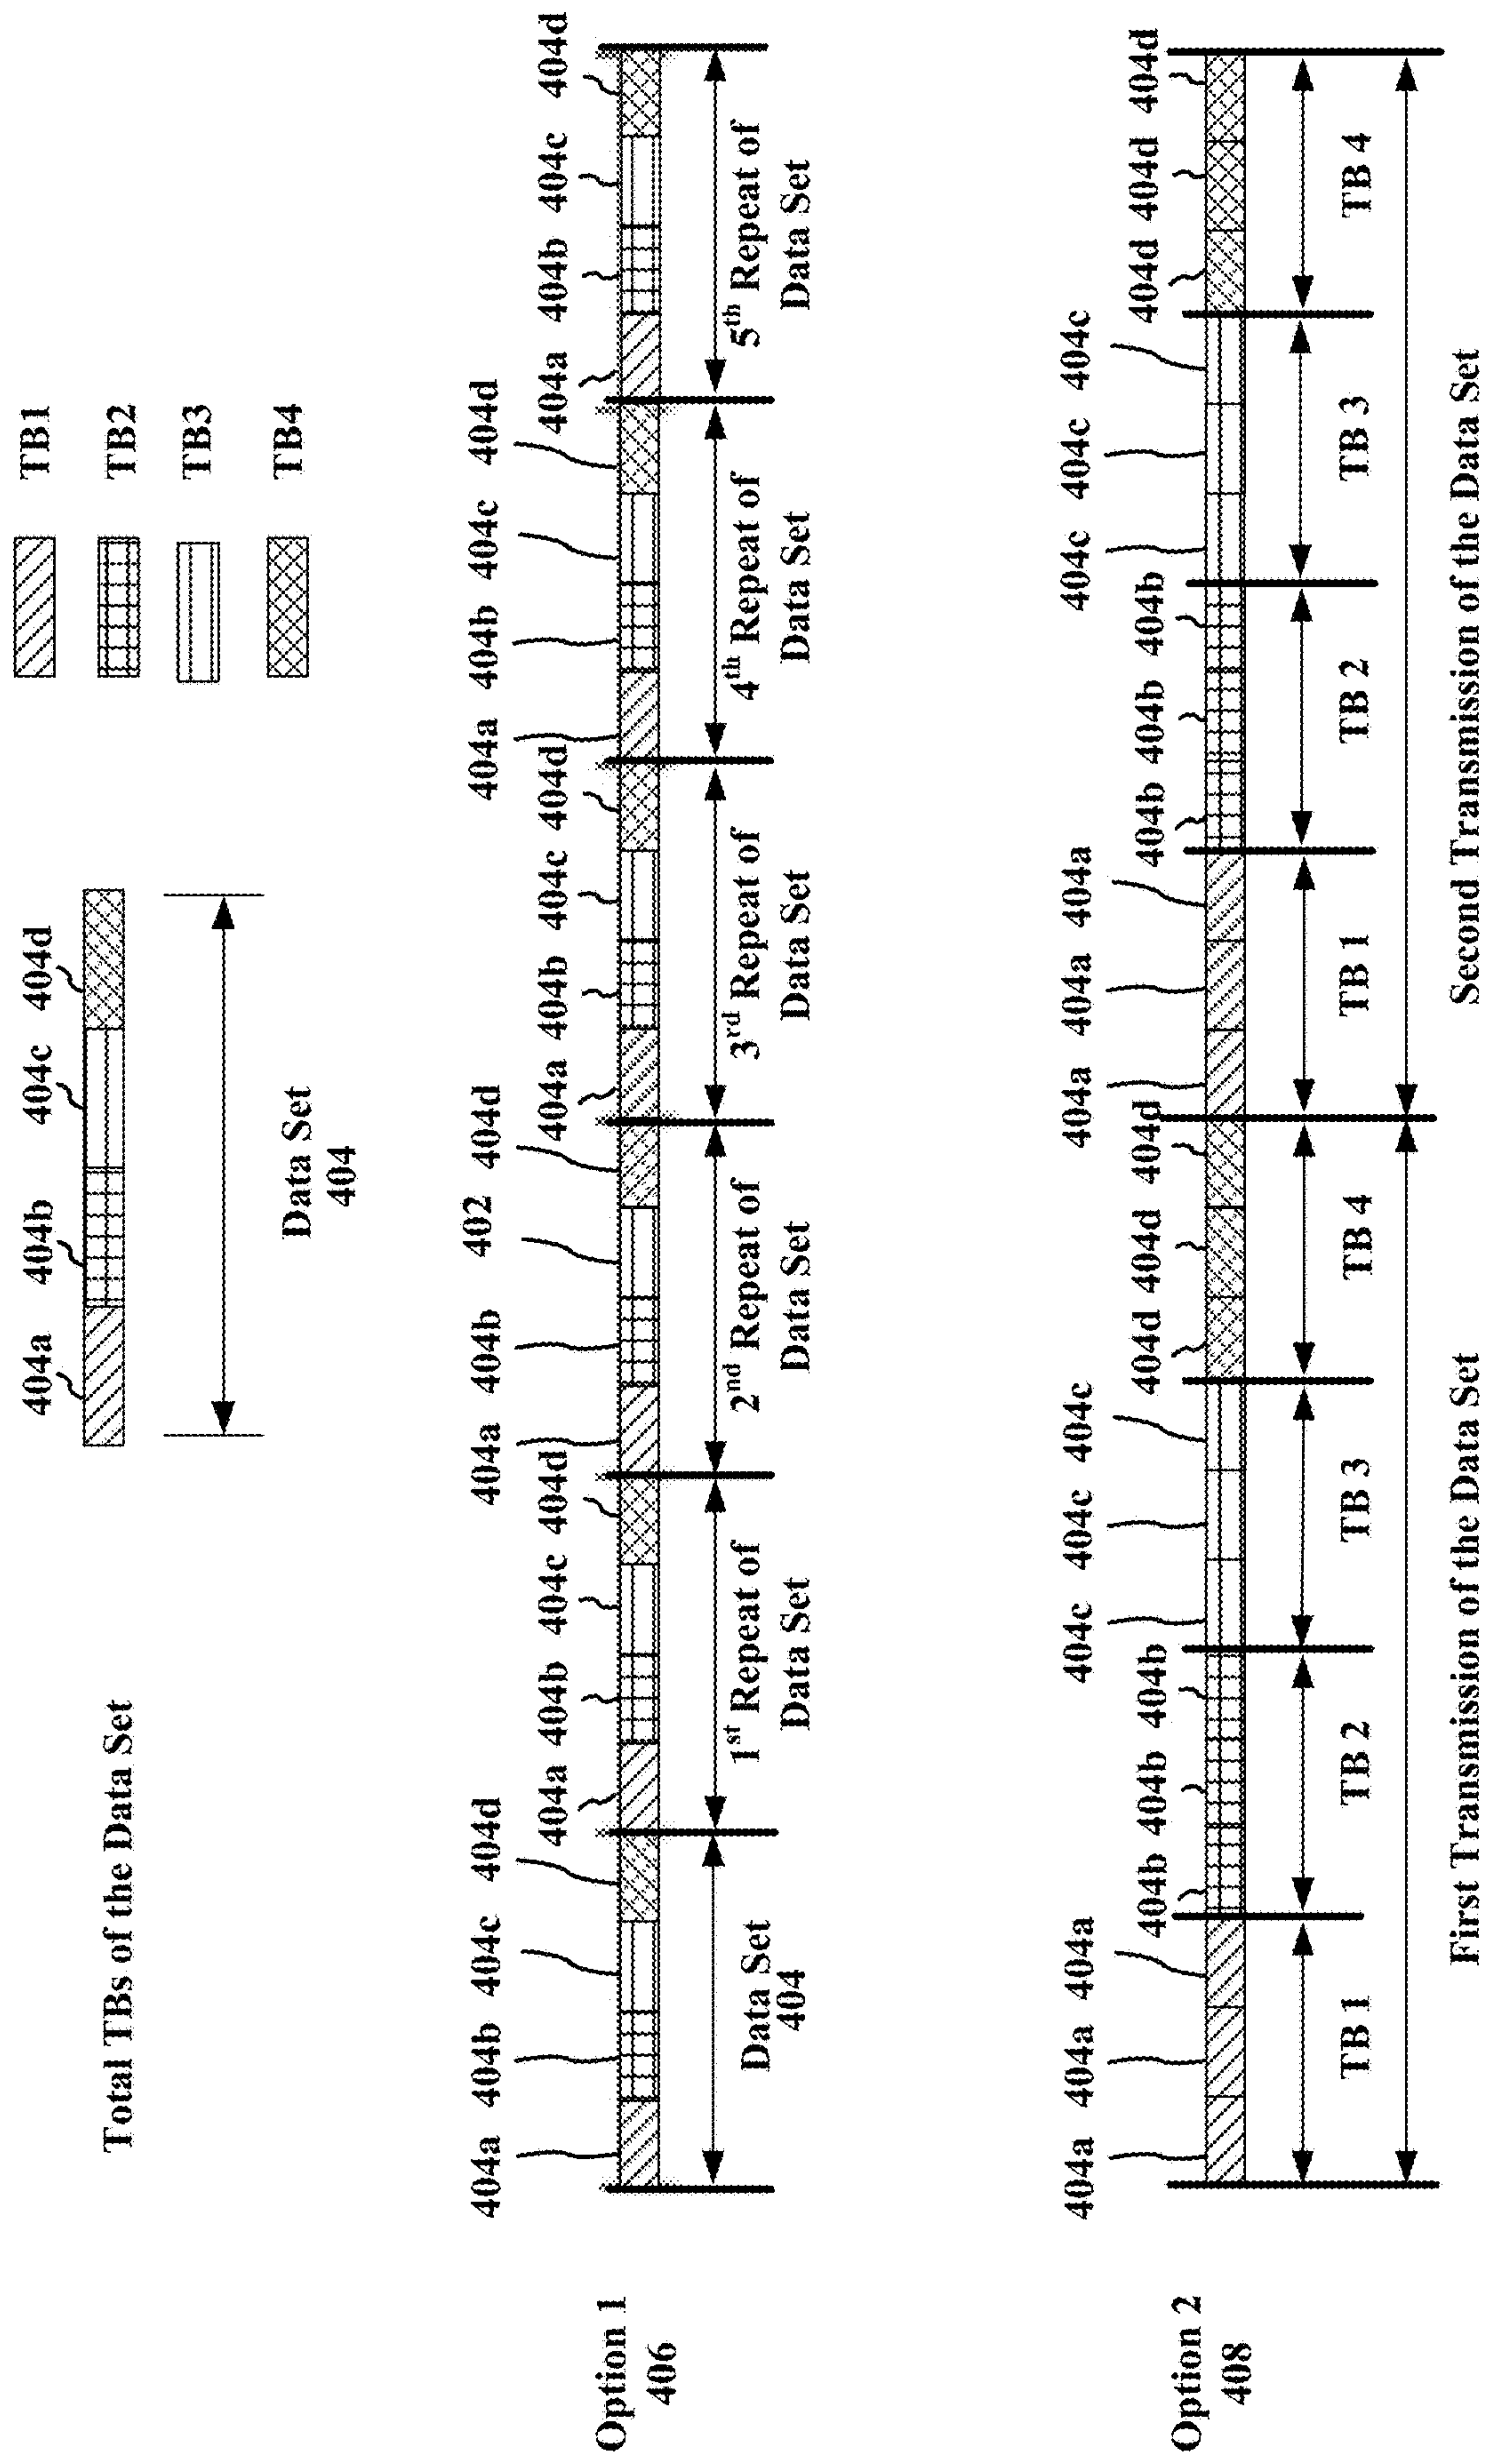 404a 404b 404c 404d
TB1
TB2
TB3
TB4
Total TBs of the Data Set
Data Set
404
404a 404b 404c 404d 404a 404b 402 404d 404a 404b 404c 404d
404a 404b 404c 404d 404a 404b 404c 404d 404a 404b 404c 404d
Option 1
406
Data Set
404
1st Repeat of
Data Set
2nd Repeat of
Data Set
3rd Repeat of
Data Set
4th Repeat of
Data Set
5th Repeat of
Data Set
404a 404a 404a 404c 404c 404c 404a 404a 404a 404c 404c 404c
404b 404b 404b 404d 404d 404d 404b 404b 404b 404d 404d 404d
Option 2
408
TB 1 TB 2 TB 3 TB 4 TB 1 TB 2 TB 3 TB 4
First Transmission of the Data Set Second Transmission of the Data Set